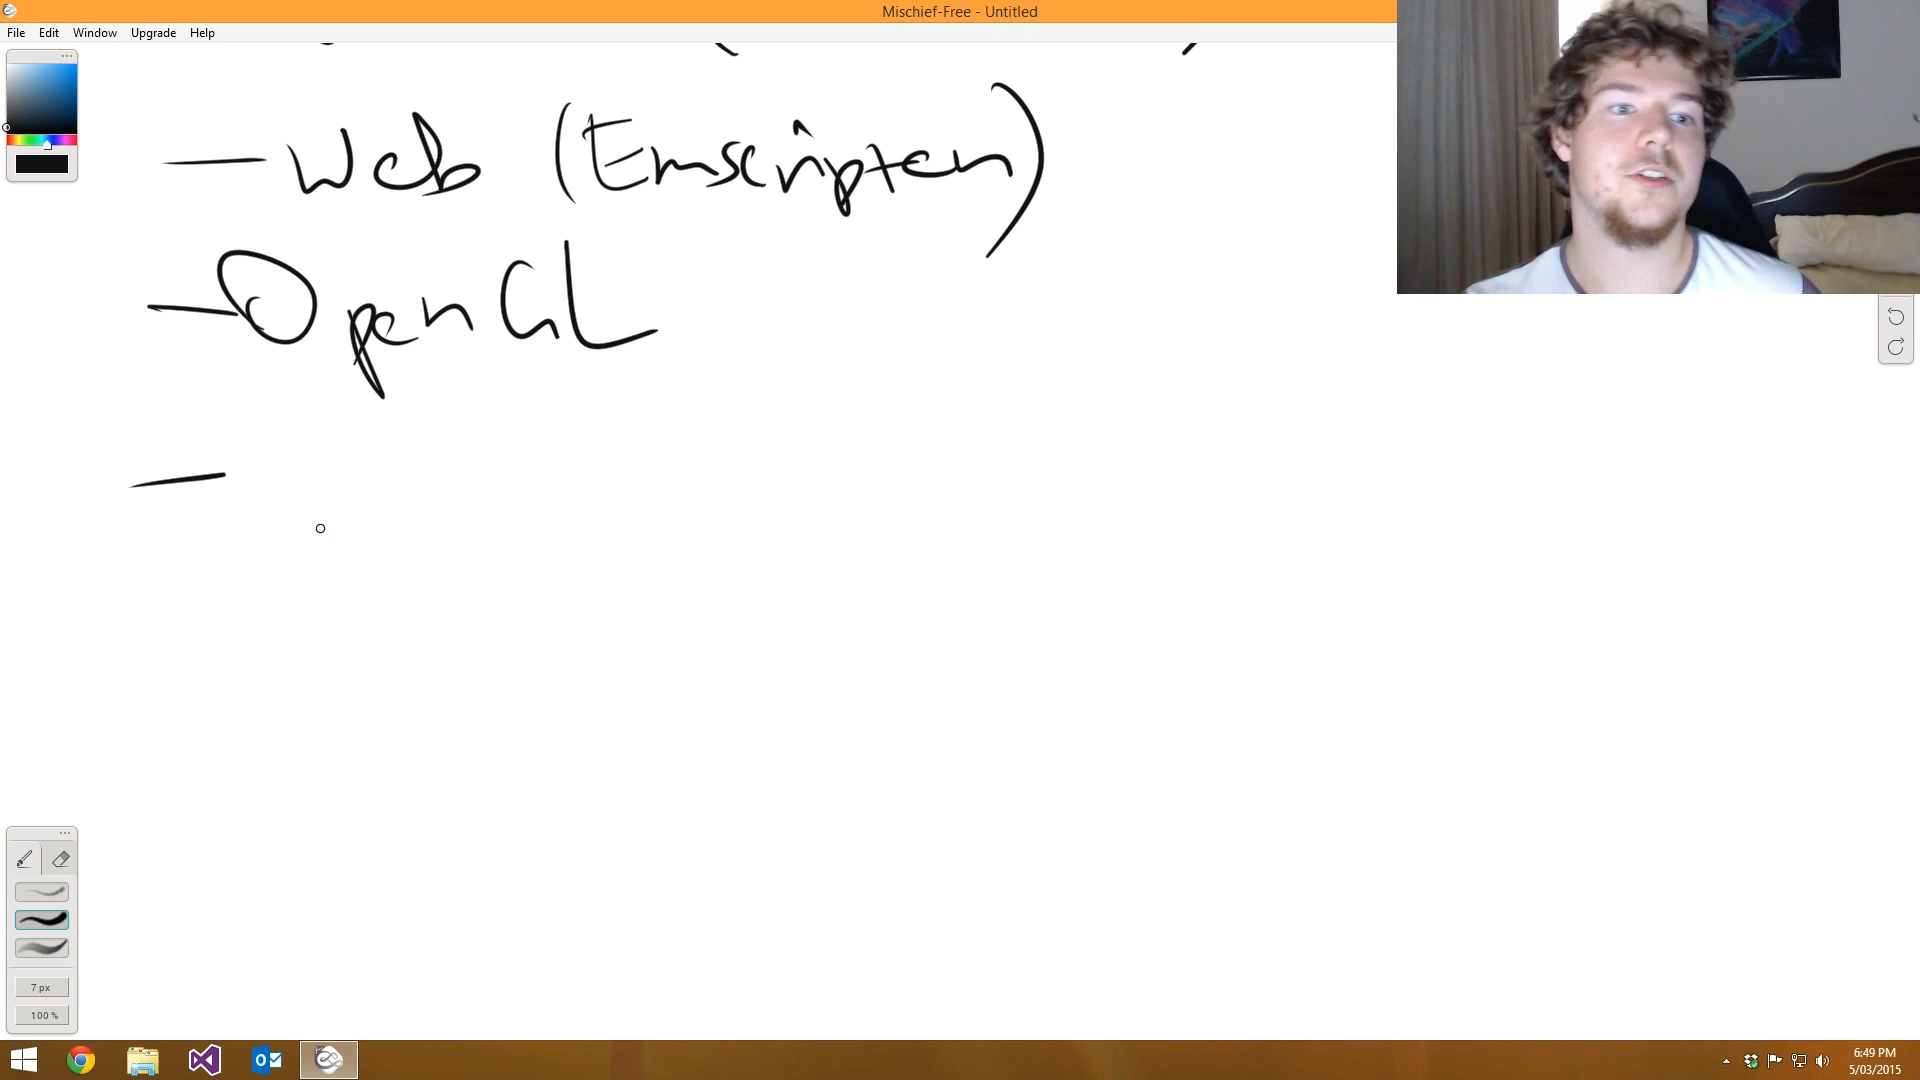 Mischief-Free - Untitled
File Edit Window Upgrade Help
— Web (Emscripten)
— OpenGL
—
7 px
100 %
6:49 PM
5/03/2015